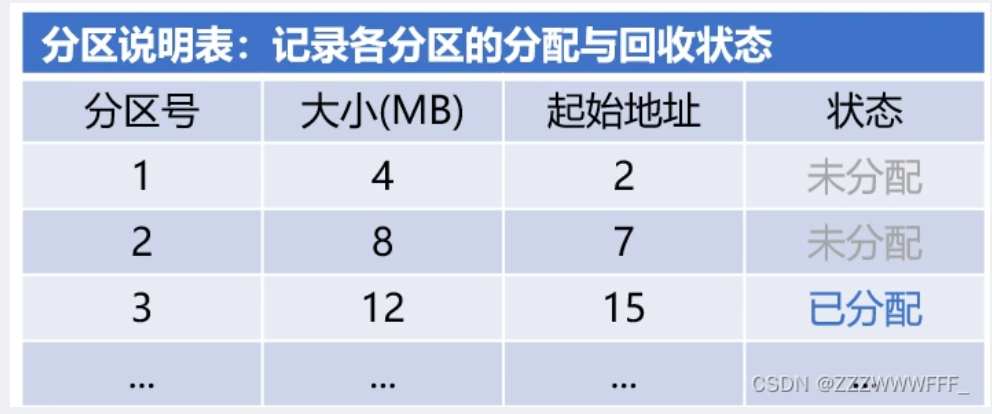 分区说明表：记录各分区的分配与回收状态
分区号 大小(MB) 起始地址 状态
1 4 2 未分配
2 8 7 未分配
3 12 15 已分配
... ... ... ...
CSDN @ZZZWWWFFF_